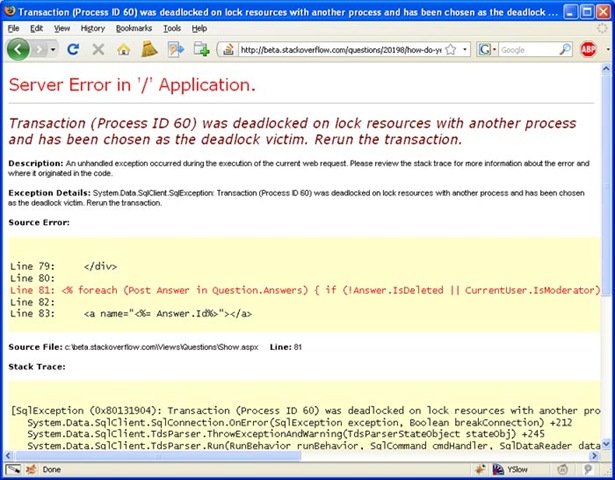 Transaction (Process ID 60) was deadlocked on lock resources with another process and has been chosen as the deadlock ...
File Edit View History Bookmarks Tools Help
http://beta.stackoverflow.com/questions/20198/how-do-ye
Google
ABP
Server Error in '/' Application.
Transaction (Process ID 60) was deadlocked on lock resources with another process
and has been chosen as the deadlock victim. Rerun the transaction.
Description: An unhandled exception occurred during the execution of the current web request. Please review the stack trace for more information about the error and
where it originated in the code.
Exception Details: System.Data.SqlClient.SqlException: Transaction (Process ID 60) was deadlocked on lock resources with another process and has been chosen
as the deadlock victim. Rerun the transaction.
Source Error:
Line 79: </div>
Line 80:
Line 81: <% foreach (Post Answer in Question.Answers) { if (!Answer.IsDeleted || CurrentUser.IsModerator)
Line 82:
Line 83: <a name="<%= Answer.Id%>"></a>
Source File: c:\beta.stackoverflow.com\Views\Questions\Show.aspx Line: 81
Stack Trace:
[SqlException (0x80131904): Transaction (Process ID 60) was deadlocked on lock resources with another pro
System.Data.SqlClient.SqlConnection.OnError(SqlException exception, Boolean breakConnection) +212
System.Data.SqlClient.TdsParser.ThrowExceptionAndWarning(TdsParserStateObject stateObj) +245
System.Data.SqlClient.TdsParser.Run(RunBehavior runBehavior, SqlCommand cmdHandler, SqlDataReader data
Done
YSlow